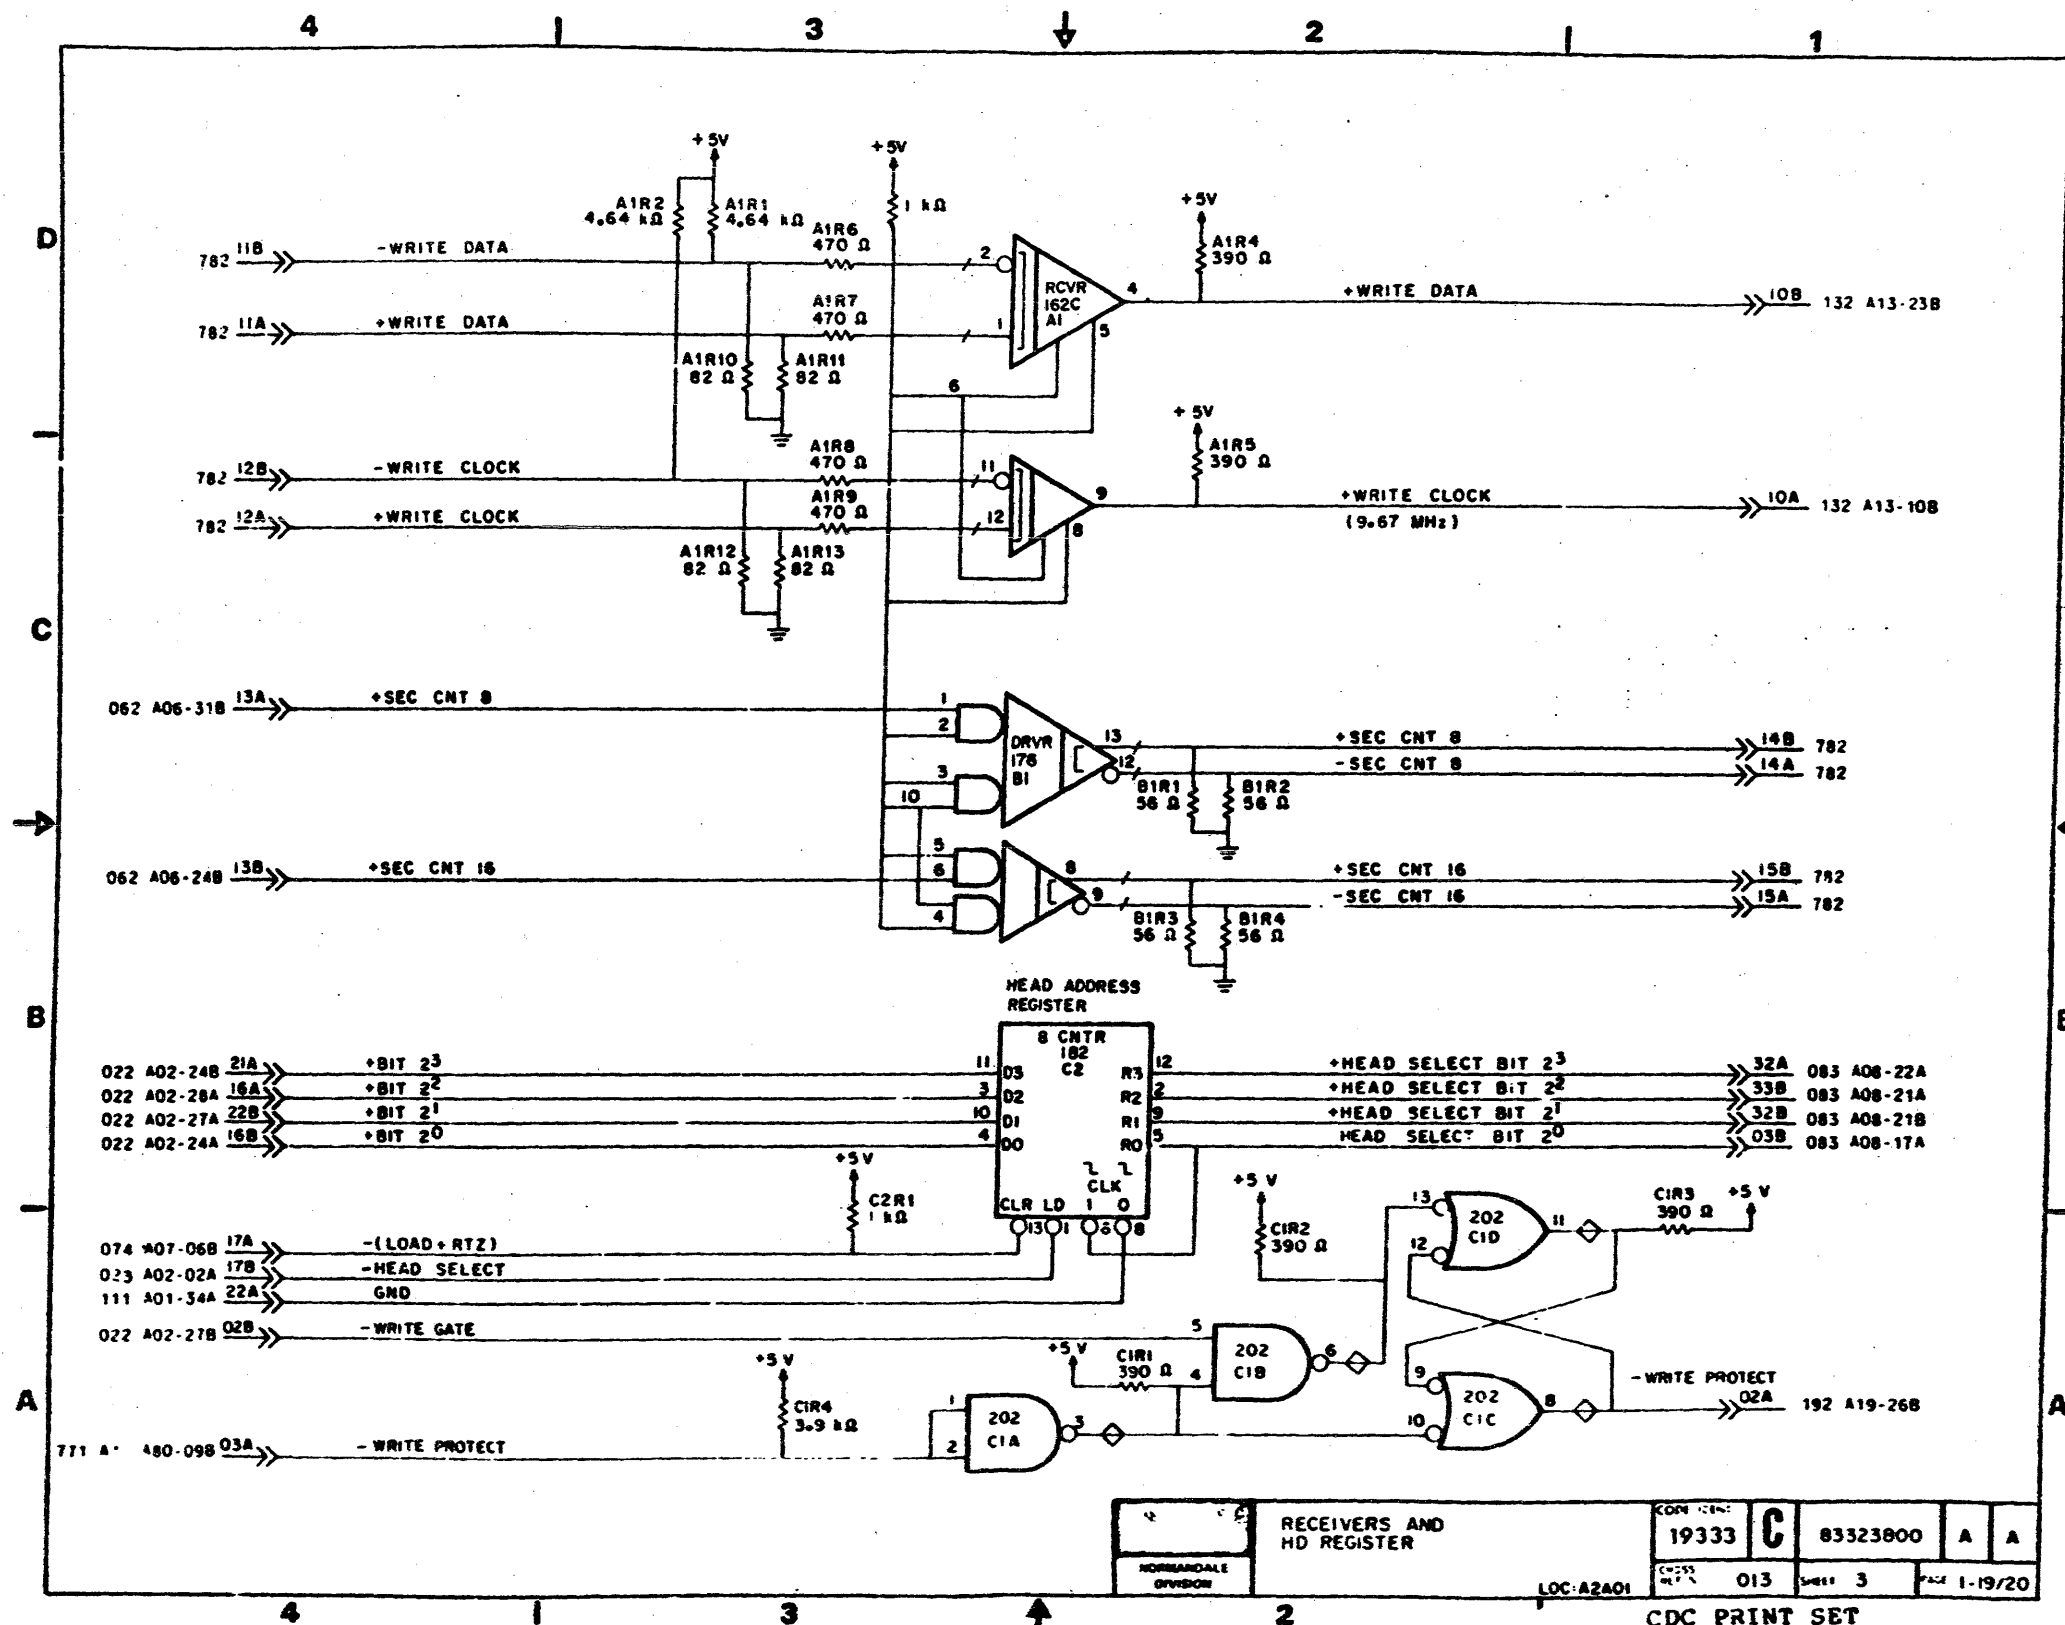 4 3 2 1
+5V
+5V
A1R2
4.64 kΩ
A1R1
4.64 kΩ
1 kΩ
+5V
D
11B
782
-WRITE DATA
A1R6
470 Ω
2
RCVR
162C
A1
4
A1R4
390 Ω
+WRITE DATA
10B
132 A13-23B
11A
782
+WRITE DATA
A1R7
470 Ω
1
5
A1R10
82 Ω
A1R11
82 Ω
6
+5V
12B
782
-WRITE CLOCK
A1R8
470 Ω
11
9
A1R5
390 Ω
+WRITE CLOCK
(9.67 MHz)
10A
132 A13-10B
12A
782
+WRITE CLOCK
A1R9
470 Ω
12
8
A1R12
82 Ω
A1R13
82 Ω
C
062 A06-31B
13A
+SEC CNT 8
1
2
DRVR
178
B1
13
12
+SEC CNT 8
14B
782
-SEC CNT 8
14A
782
3
10
B1R1
56 Ω
B1R2
56 Ω
062 A06-24B
13B
+SEC CNT 16
5
6
4
8
9
+SEC CNT 16
15B
782
-SEC CNT 16
15A
782
B1R3
56 Ω
B1R4
56 Ω
B
HEAD ADDRESS
REGISTER
8 CNTR
182
C2
022 A02-24B 21A +BIT 2³ 11 D3 R3 12 +HEAD SELECT BIT 2³ 32A 083 A08-22A
022 A02-28A 16A +BIT 2² 3 D2 R2 2 +HEAD SELECT BIT 2² 33B 083 A08-21A
022 A02-27A 22B +BIT 2¹ 10 D1 R1 9 +HEAD SELECT BIT 2¹ 32B 083 A08-21B
022 A02-24A 16B +BIT 2⁰ 4 D0 R0 5 HEAD SELECT BIT 2⁰ 03B 083 A08-17A
CLK
CLR LD 1 0
13 1 6 8
+5V
C2R1
1 kΩ
074 A07-06B 17A -(LOAD+RTZ)
023 A02-02A 17B -HEAD SELECT
111 A01-34A 22A GND
022 A02-27B 02B -WRITE GATE
+5 V
C1R2
390 Ω
13
12
202
C1D
11
C1R3
390 Ω
+5 V
A
+5 V
C1R4
3.9 kΩ
+5V
C1R1
390 Ω
5
4
202
C1B
6
9
10
202
C1C
8
-WRITE PROTECT
02A
192 A19-26B
1
2
202
C1A
3
771 A80-09B 03A -WRITE PROTECT
NORMANDALE
DIVISION
RECEIVERS AND
HD REGISTER
LOC:A2A01
CODE IDENT
19333
C
83323800
A
A
CROSS
REF
013
SHEET 3
PAGE 1-19/20
4 3 2
CDC PRINT SET